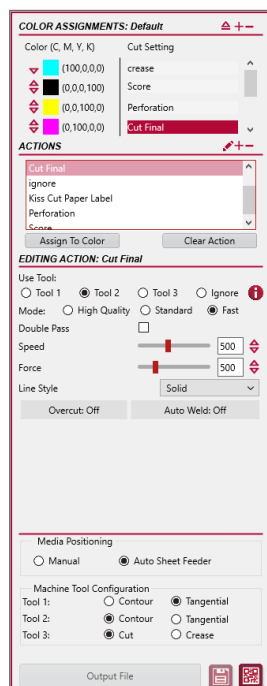 COLOR ASSIGNMENTS: Default
Color (C, M, Y, K) Cut Setting
(100,0,0,0) crease
(0,0,0,100) Score
(0,0,100,0) Perforation
(0,100,0,0) Cut Final
ACTIONS
Cut Final
ignore
Kiss Cut Paper Label
Perforation
Score
Assign To Color Clear Action
EDITING ACTION: Cut Final
Use Tool:
Tool 1 Tool 2 Tool 3 Ignore
Mode: High Quality Standard Fast
Double Pass
Speed 500
Force 500
Line Style Solid
Overcut: Off Auto Weld: Off
Media Positioning
Manual Auto Sheet Feeder
Machine Tool Configuration
Tool 1: Contour Tangential
Tool 2: Contour Tangential
Tool 3: Cut Crease
Output File